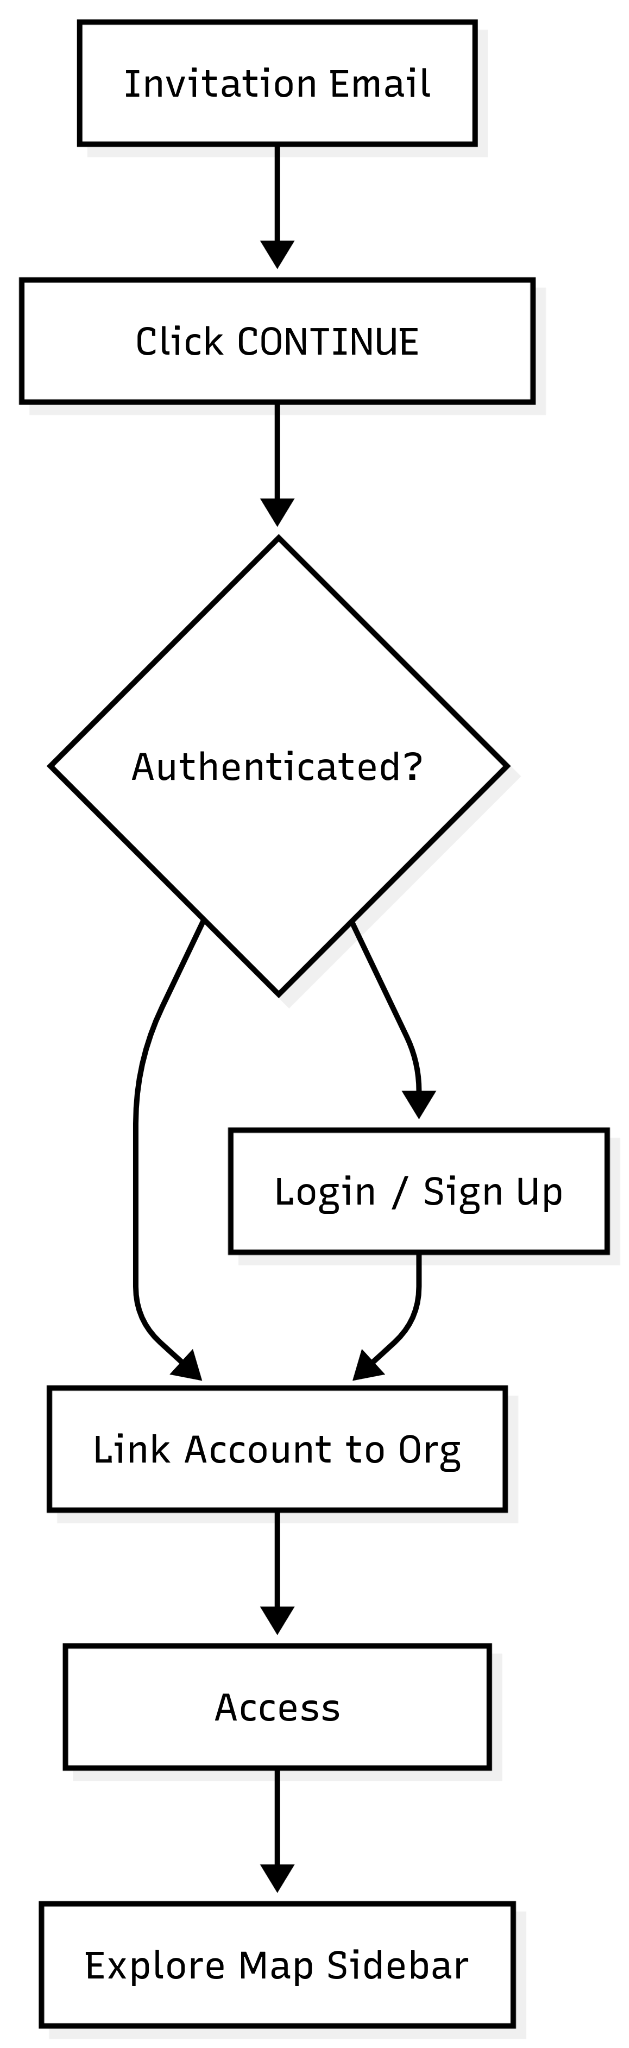 Invitation Email
Click CONTINUE
Authenticated?
Login / Sign Up
Link Account to Org
Access
Explore Map Sidebar